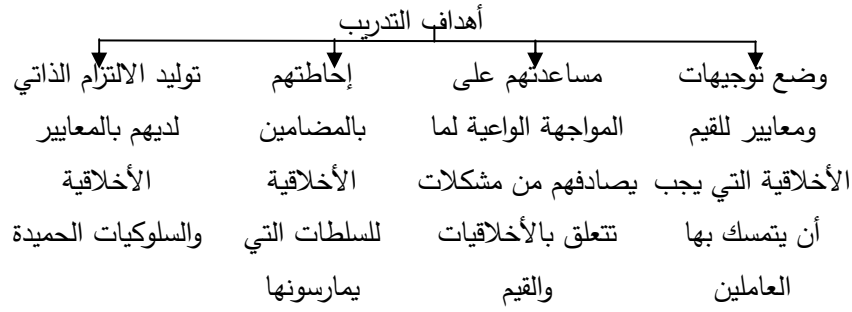 أهداف التدريب
وضع توجيهات
ومعايير للقيم
الأخلاقية التي يجب
أن يتمسك بها
العاملين
مساعدتهم على
المواجهة الواعية لما
يصادفهم من مشكلات
تتعلق بالأخلاقيات
والقيم
إحاطتهم
بالمضامين
الأخلاقية
للسلطات التي
يمارسونها
توليد الالتزام الذاتي
لديهم بالمعايير
الأخلاقية
والسلوكيات الحميدة